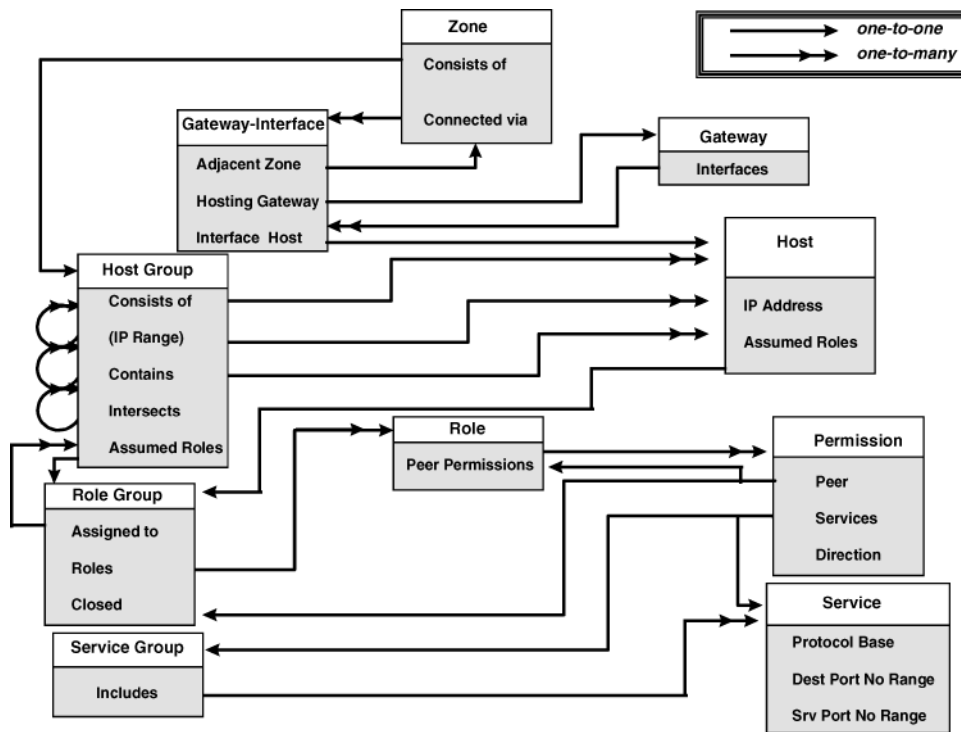 Zone
Consists of
Connected via
one-to-one
one-to-many
Gateway-Interface
Adjacent Zone
Hosting Gateway
Interface Host
Gateway
Interfaces
Host Group
Consists of
(IP Range)
Contains
Intersects
Assumed Roles
Host
IP Address
Assumed Roles
Role
Peer Permissions
Permission
Peer
Services
Direction
Role Group
Assigned to
Roles
Closed
Service Group
Includes
Service
Protocol Base
Dest Port No Range
Srv Port No Range